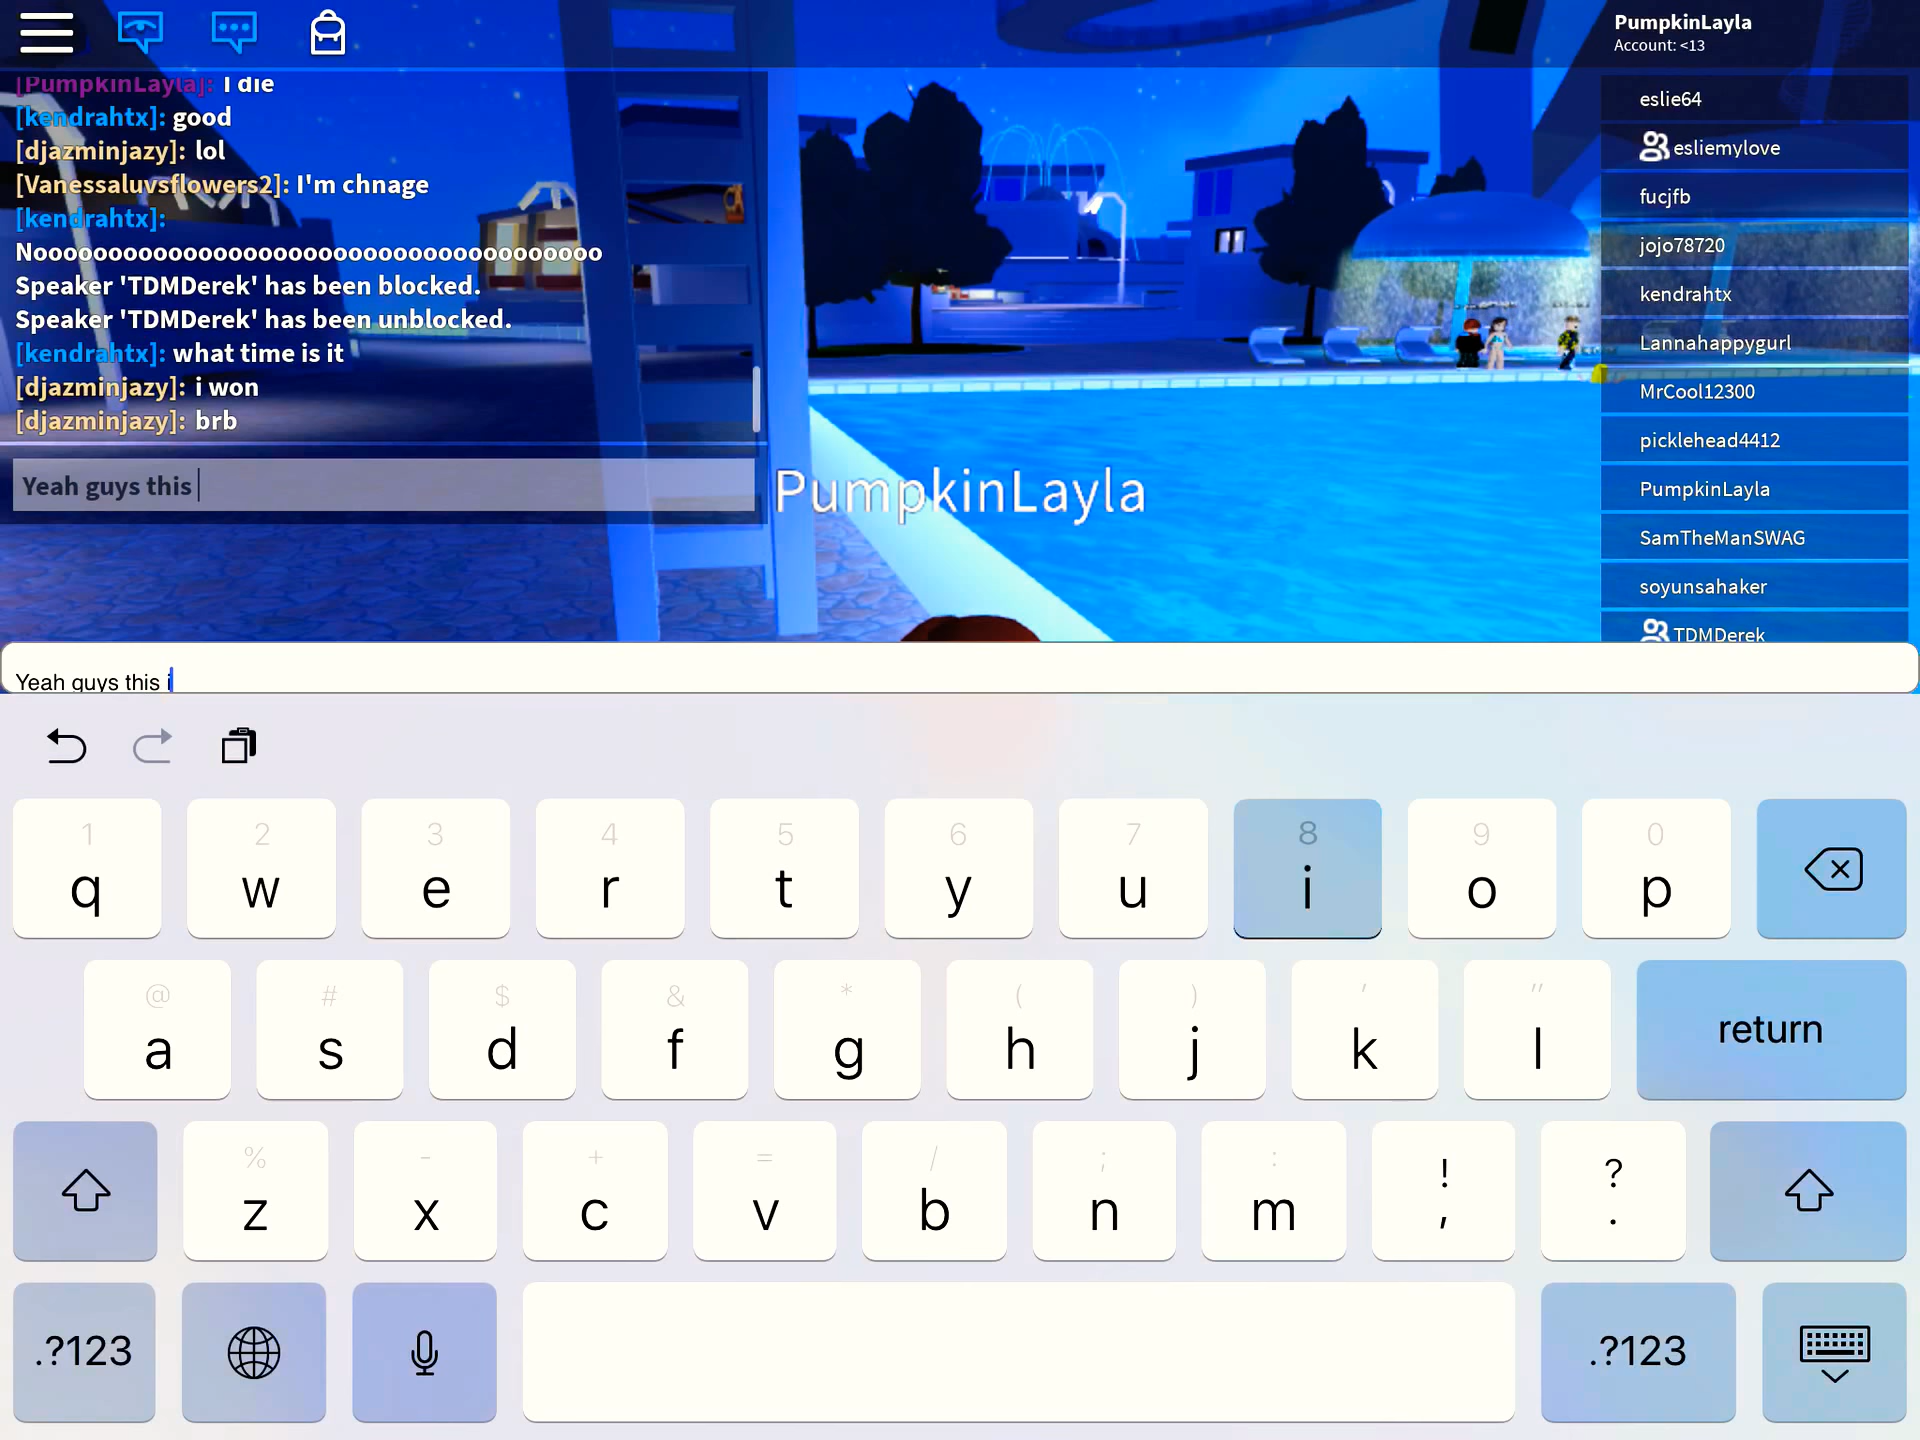 PumpkinLayla
Account: <13
[PumpkinLayla]: I die
[kendrahtx]: good
[djazminjazy]: lol
[Vanessaluvsflowers2]: I'm chnage
[kendrahtx]:
Noooooooooooooooooooooooooooooooooooooo
Speaker 'TDMDerek' has been blocked.
Speaker 'TDMDerek' has been unblocked.
[kendrahtx]: what time is it
[djazminjazy]: i won
[djazminjazy]: brb
Yeah guys this
PumpkinLayla
eslie64
esliemylove
fucjfb
jojo78720
kendrahtx
Lannahappygurl
MrCool12300
picklehead4412
PumpkinLayla
SamTheManSWAG
soyunsahaker
TDMDerek
Yeah guys this i
1 2 3 4 5 6 7 8 9 0
q w e r t y u i o p
@ # $ & * ( ) ' "
a s d f g h j k l return
% - + = / ; : ! ?
z x c v b n m , .
.?123 .?123